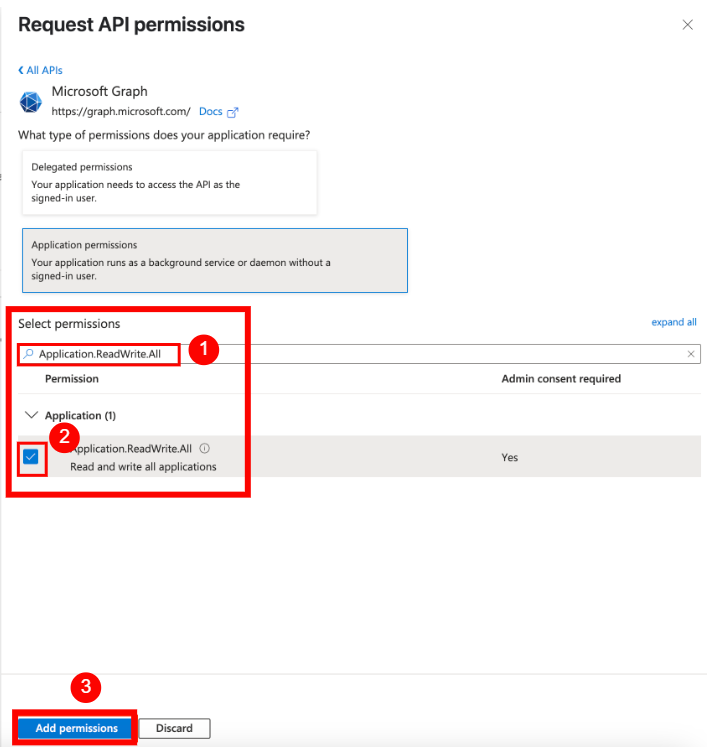 Request API permissions
All APIs
Microsoft Graph
https://graph.microsoft.com/ Docs
What type of permissions does your application require?
Delegated permissions
Your application needs to access the API as the
signed-in user.
Application permissions
Your application runs as a background service or daemon without a
signed-in user.
Select permissions
expand all
Application.ReadWrite.All
1
Permission
Admin consent required
Application (1)
2
Application.ReadWrite.All
Read and write all applications
Yes
3
Add permissions
Discard